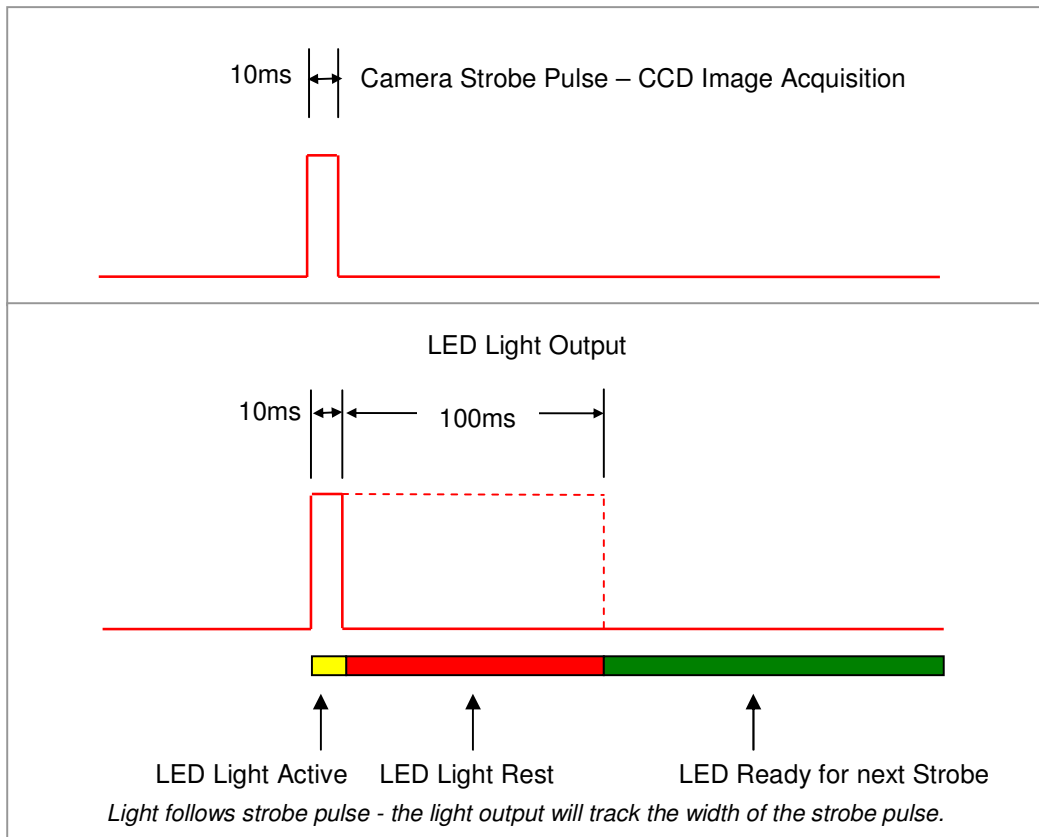 10ms
Camera Strobe Pulse – CCD Image Acquisition
LED Light Output
10ms
100ms
LED Light Active
LED Light Rest
LED Ready for next Strobe
Light follows strobe pulse - the light output will track the width of the strobe pulse.